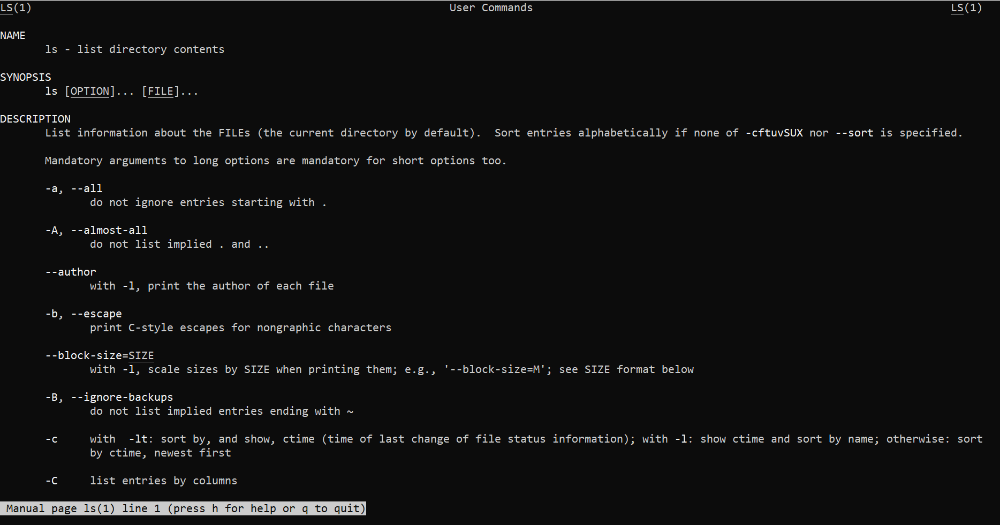 LS(1) User Commands LS(1)
NAME
ls - list directory contents
SYNOPSIS
ls [OPTION]... [FILE]...
DESCRIPTION
List information about the FILEs (the current directory by default).  Sort entries alphabetically if none of -cftuvSUX nor --sort is specified.
Mandatory arguments to long options are mandatory for short options too.
-a, --all
do not ignore entries starting with .
-A, --almost-all
do not list implied . and ..
--author
with -l, print the author of each file
-b, --escape
print C-style escapes for nongraphic characters
--block-size=SIZE
with -l, scale sizes by SIZE when printing them; e.g., '--block-size=M'; see SIZE format below
-B, --ignore-backups
do not list implied entries ending with ~
-c with  -lt: sort by, and show, ctime (time of last change of file status information); with -l: show ctime and sort by name; otherwise: sort
by ctime, newest first
-C list entries by columns
Manual page ls(1) line 1 (press h for help or q to quit)